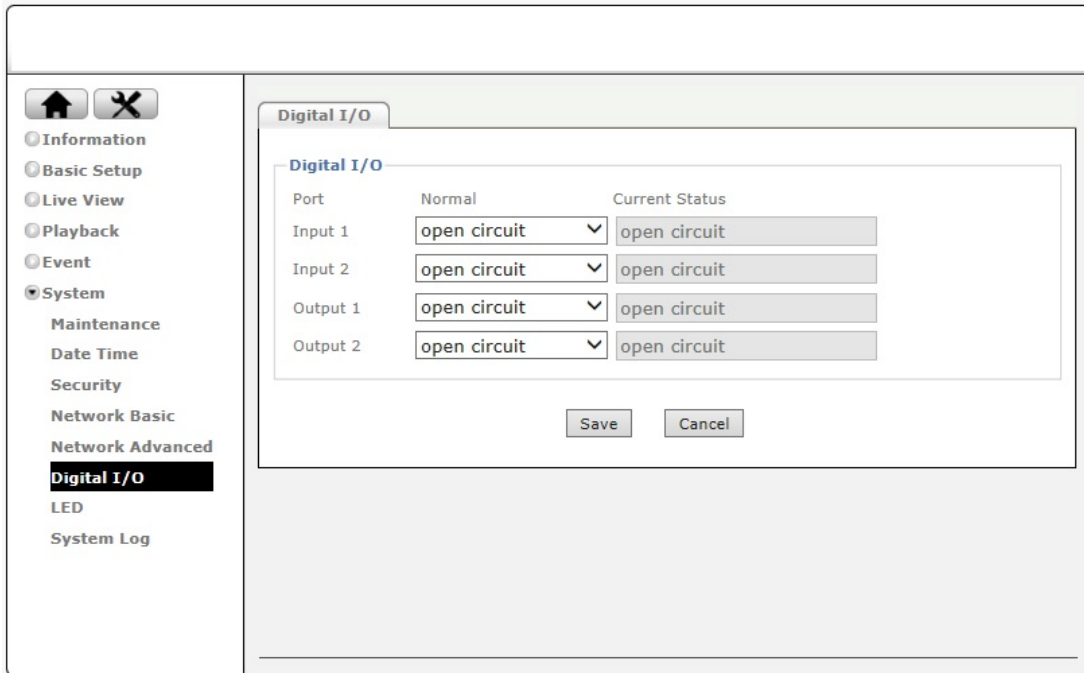 Information
Basic Setup
Live View
Playback
Event
System
Maintenance
Date Time
Security
Network Basic
Network Advanced
Digital I/O
LED
System Log
Digital I/O
Digital I/O
Port Normal Current Status
Input 1 open circuit open circuit
Input 2 open circuit open circuit
Output 1 open circuit open circuit
Output 2 open circuit open circuit
Save Cancel